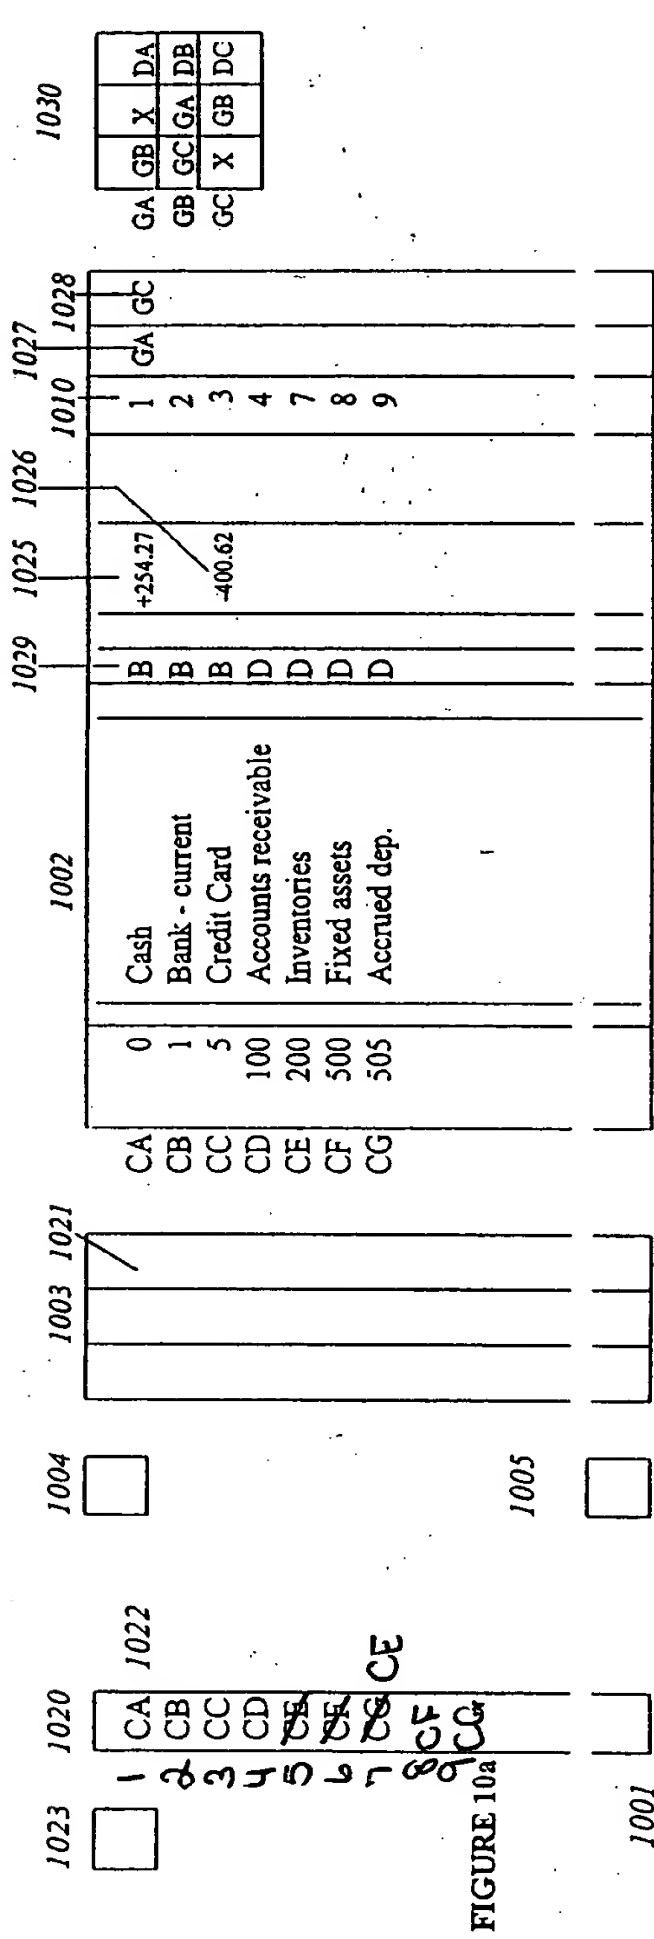 1029 1025 1026 1027
1023 1020 1004 1003 1021 1002 1010 1028 1030
1 CA 1022 CA 0 Cash B +254.27 1 GA GC GA GB X DA
2 CB CB 1 Bank - current B 2 GB GC GA DB
3 CC CC 5 Credit Card B -400.62 3 GC X GB DC
4 CD CD 100 Accounts receivable D 4
5 CE CE 200 Inventories D 7
6 CF CF 500 Fixed assets D 8
7 CG CE CG 505 Accrued dep. D 9
8 CF
9 CG
FIGURE 10a
1005
1001